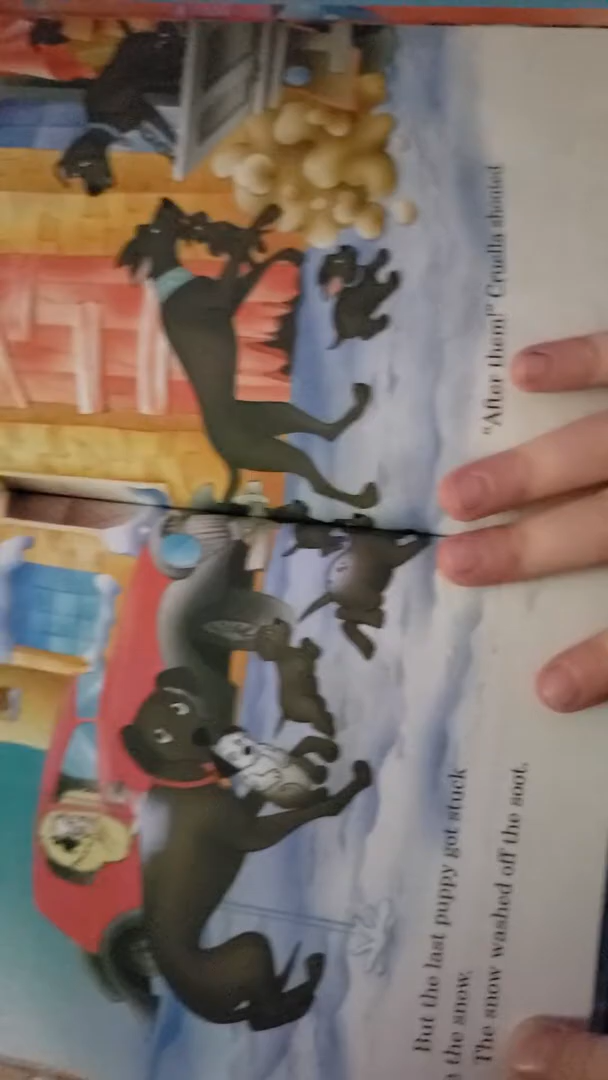 But the last puppy got stuck
the snow.
The snow washed off the soot.
"After them!" Cruella shouted